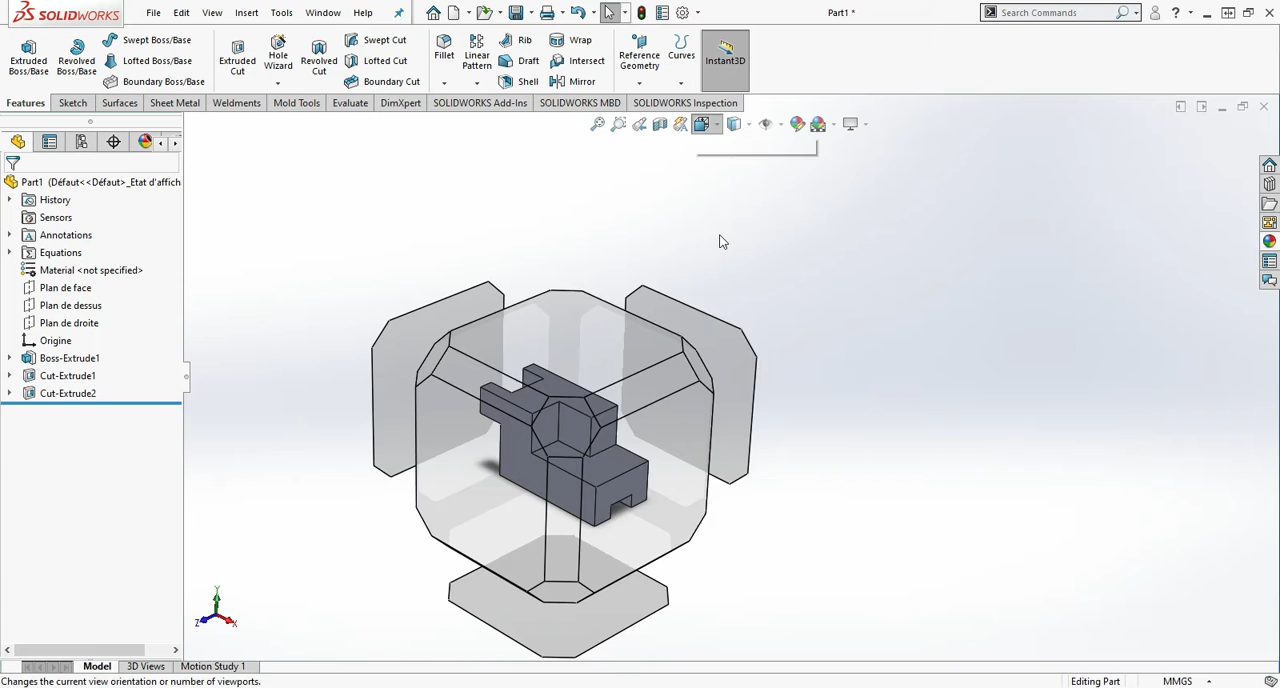 SOLIDWORKS File Edit View Insert Tools Window Help Part1 * Search Commands ?
Extruded Boss/Base
Revolved Boss/Base
Swept Boss/Base
Lofted Boss/Base
Boundary Boss/Base
Extruded Cut
Hole Wizard
Revolved Cut
Swept Cut
Lofted Cut
Boundary Cut
Fillet
Linear Pattern
Rib
Draft
Shell
Wrap
Intersect
Mirror
Reference Geometry
Curves
Instant3D
Features Sketch Surfaces Sheet Metal Weldments Mold Tools Evaluate DimXpert SOLIDWORKS Add-Ins SOLIDWORKS MBD SOLIDWORKS Inspection
Part1 (Défaut<<Défaut>_Etat d'affich
History
Sensors
Annotations
Equations
Material <not specified>
Plan de face
Plan de dessus
Plan de droite
Origine
Boss-Extrude1
Cut-Extrude1
Cut-Extrude2
Y
Z
X
Model 3D Views Motion Study 1
Changes the current view orientation or number of viewports. Editing Part MMGS